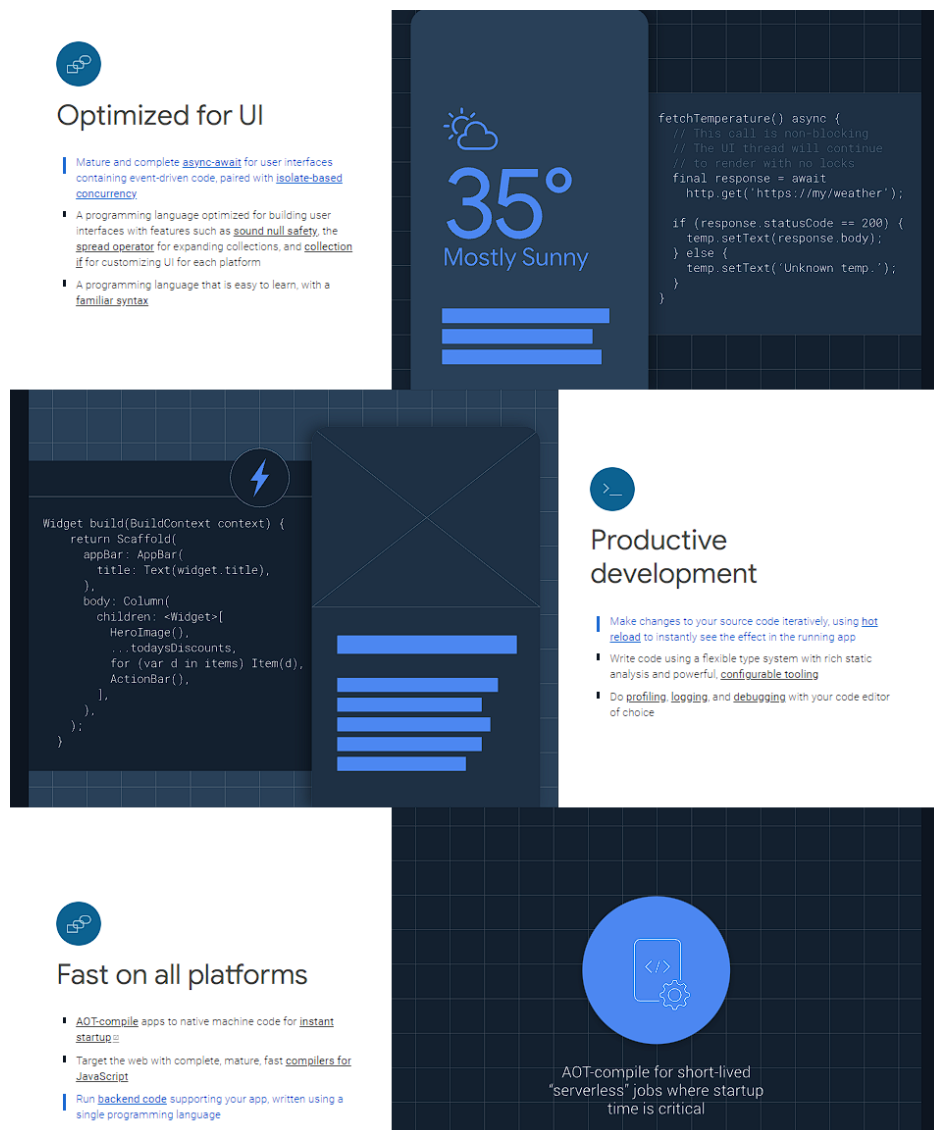 Optimized for UI
Mature and complete async-await for user interfaces
containing event-driven code, paired with isolate-based
concurrency
A programming language optimized for building user
interfaces with features such as sound null safety, the
spread operator for expanding collections, and collection
if for customizing UI for each platform
A programming language that is easy to learn, with a
familiar syntax
35°
Mostly Sunny
fetchTemperature() async {
// This call is non-blocking
// The UI thread will continue
// to render with no locks
final response = await
http.get('https://my/weather');
if (response.statusCode == 200) {
temp.setText(response.body);
} else {
temp.setText('Unknown temp.');
}
}
Widget build(BuildContext context) {
return Scaffold(
appBar: AppBar(
title: Text(widget.title),
),
body: Column(
children: <Widget>[
HeroImage(),
...todaysDiscounts,
for (var d in items) Item(d),
ActionBar(),
],
),
);
}
Productive
development
Make changes to your source code iteratively, using hot
reload to instantly see the effect in the running app
Write code using a flexible type system with rich static
analysis and powerful, configurable tooling
Do profiling, logging, and debugging with your code editor
of choice
Fast on all platforms
AOT-compile apps to native machine code for instant
startup
Target the web with complete, mature, fast compilers for
JavaScript
Run backend code supporting your app, written using a
single programming language
</> 
AOT-compile for short-lived
“serverless” jobs where startup
time is critical